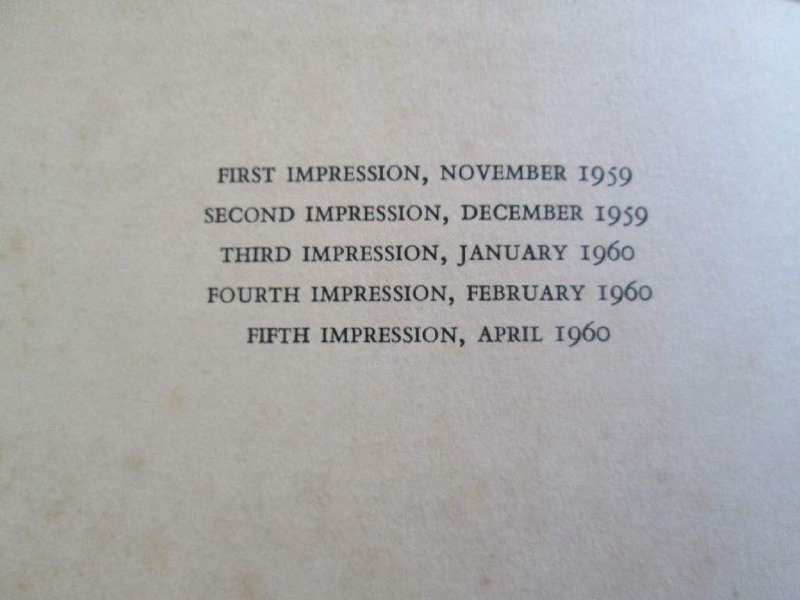 FIRST IMPRESSION, NOVEMBER 1959
SECOND IMPRESSION, DECEMBER 1959
THIRD IMPRESSION, JANUARY 1960
FOURTH IMPRESSION, FEBRUARY 1960
FIFTH IMPRESSION, APRIL 1960